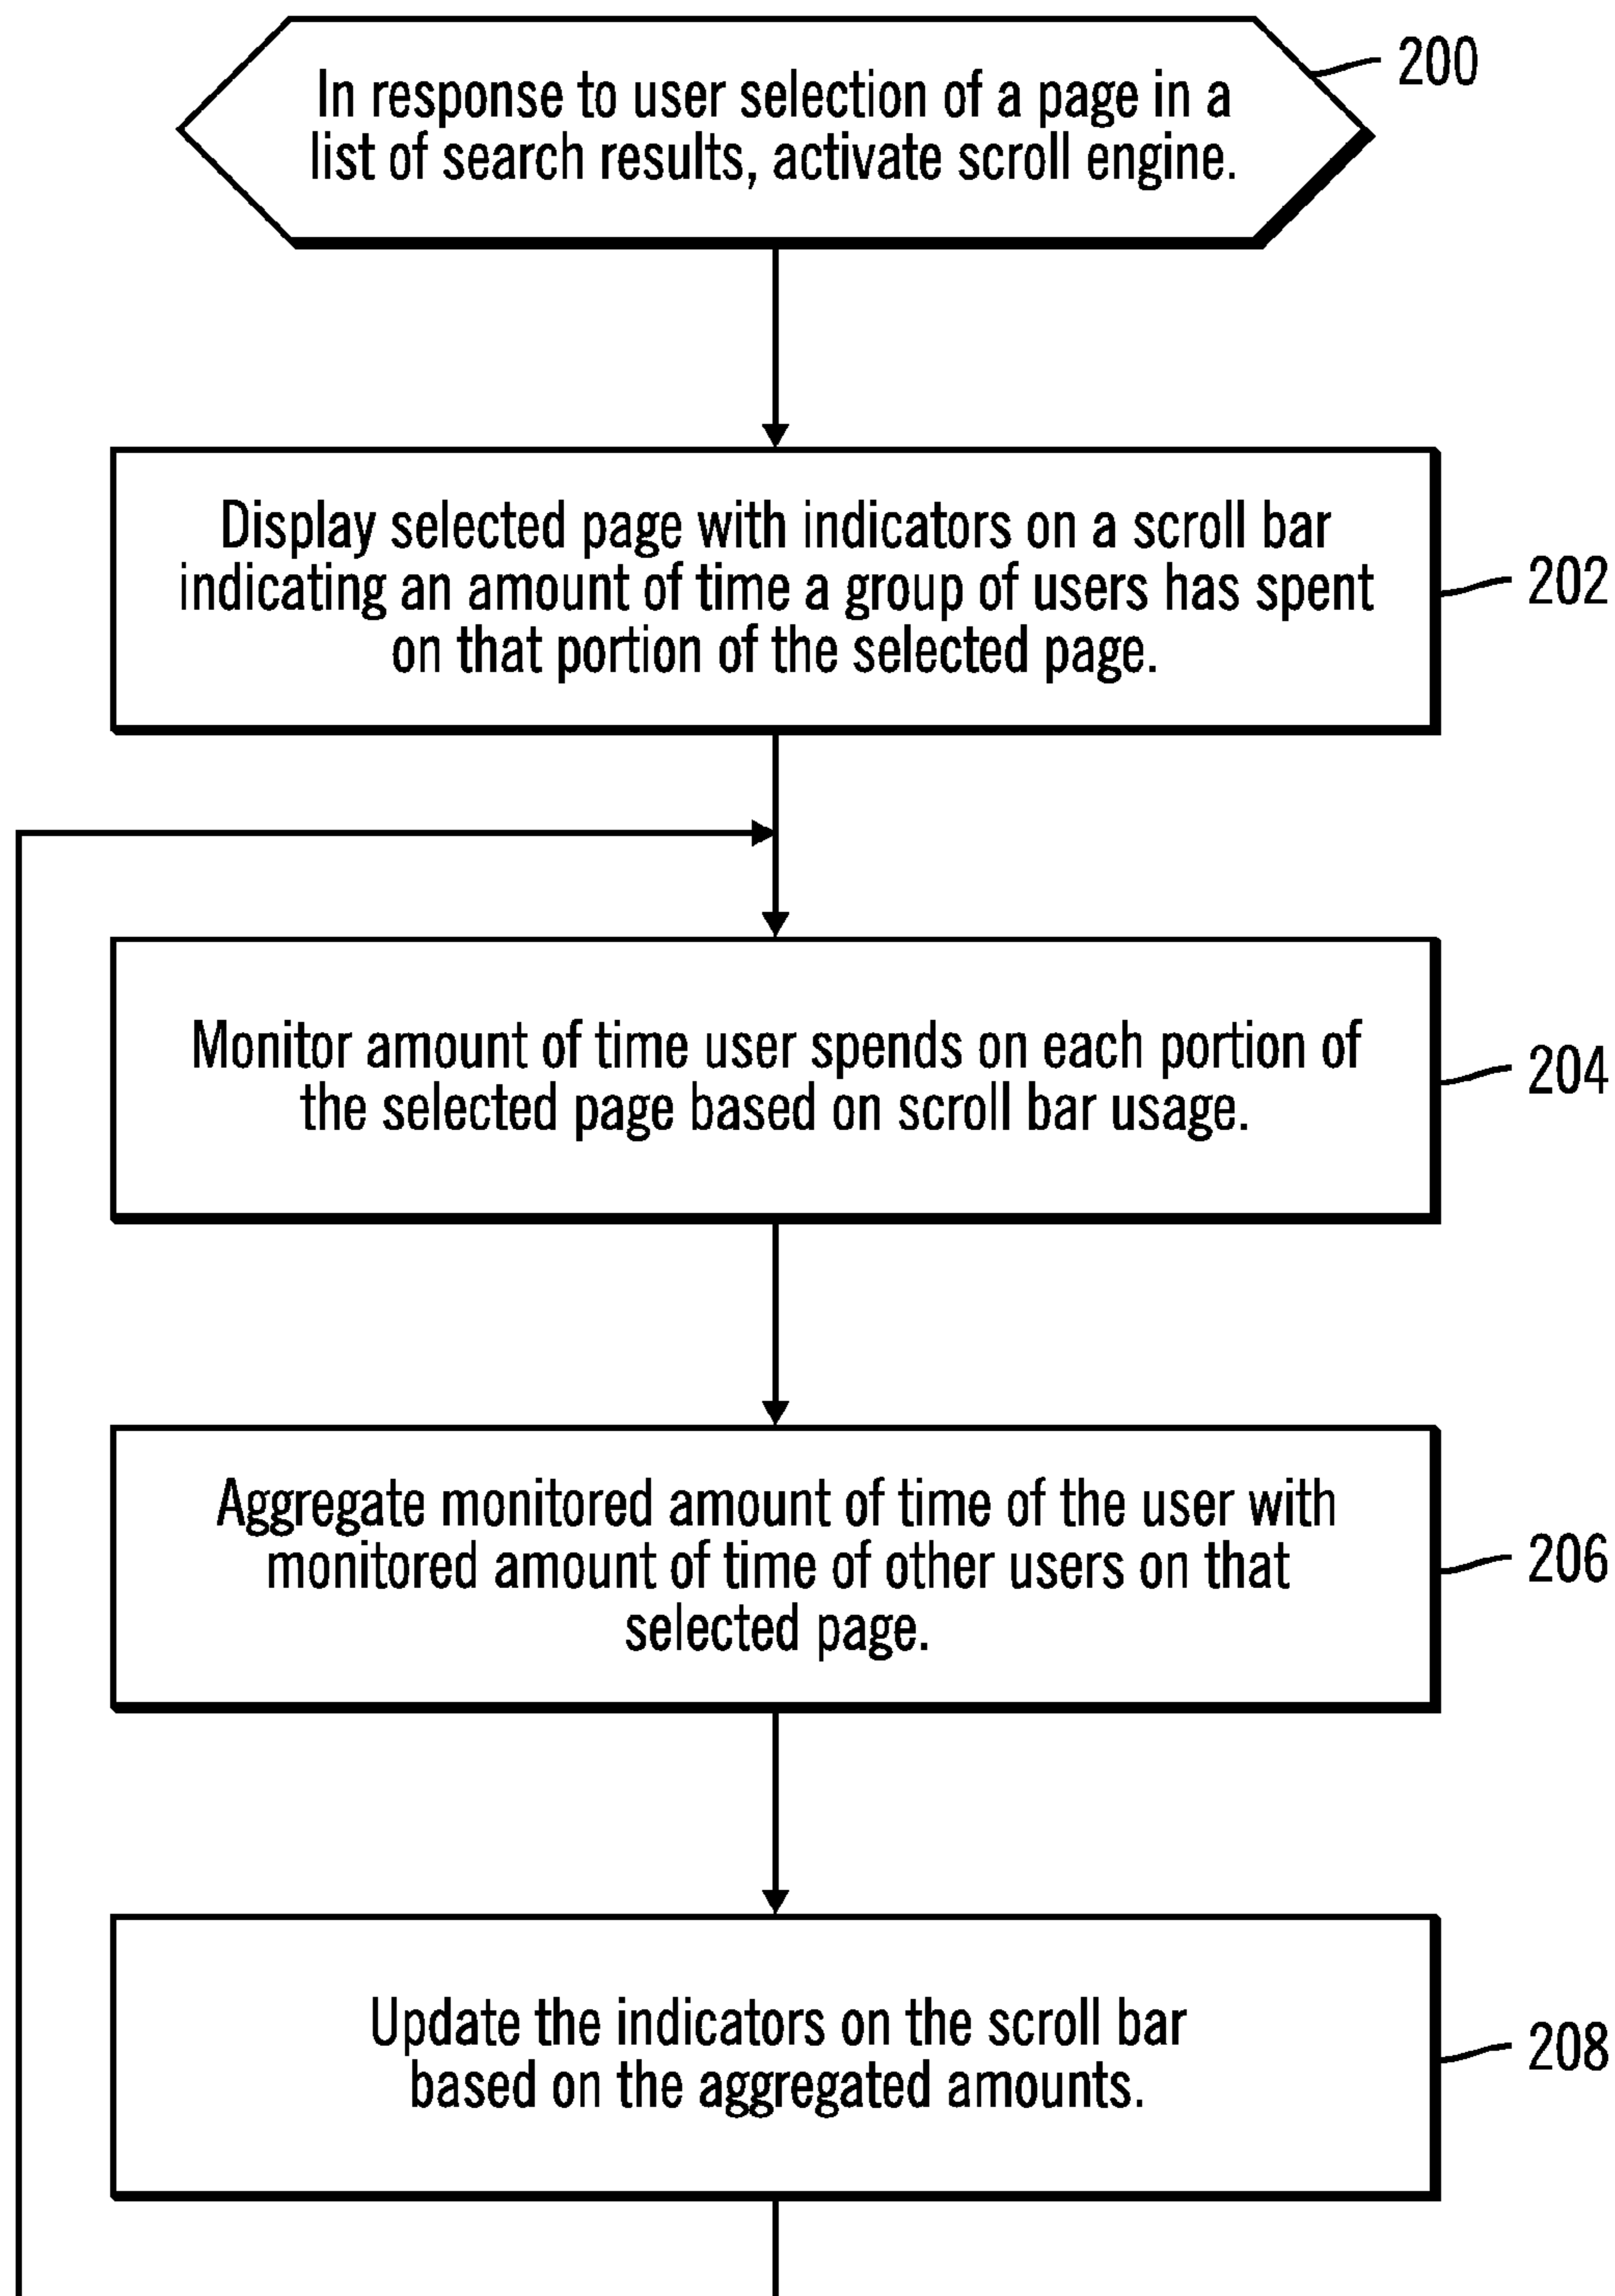 In response to user selection of a page in a
list of search results, activate scroll engine.
200
Display selected page with indicators on a scroll bar
indicating an amount of time a group of users has spent
on that portion of the selected page.
202
Monitor amount of time user spends on each portion of
the selected page based on scroll bar usage.
204
Aggregate monitored amount of time of the user with
monitored amount of time of other users on that
selected page.
206
Update the indicators on the scroll bar
based on the aggregated amounts.
208